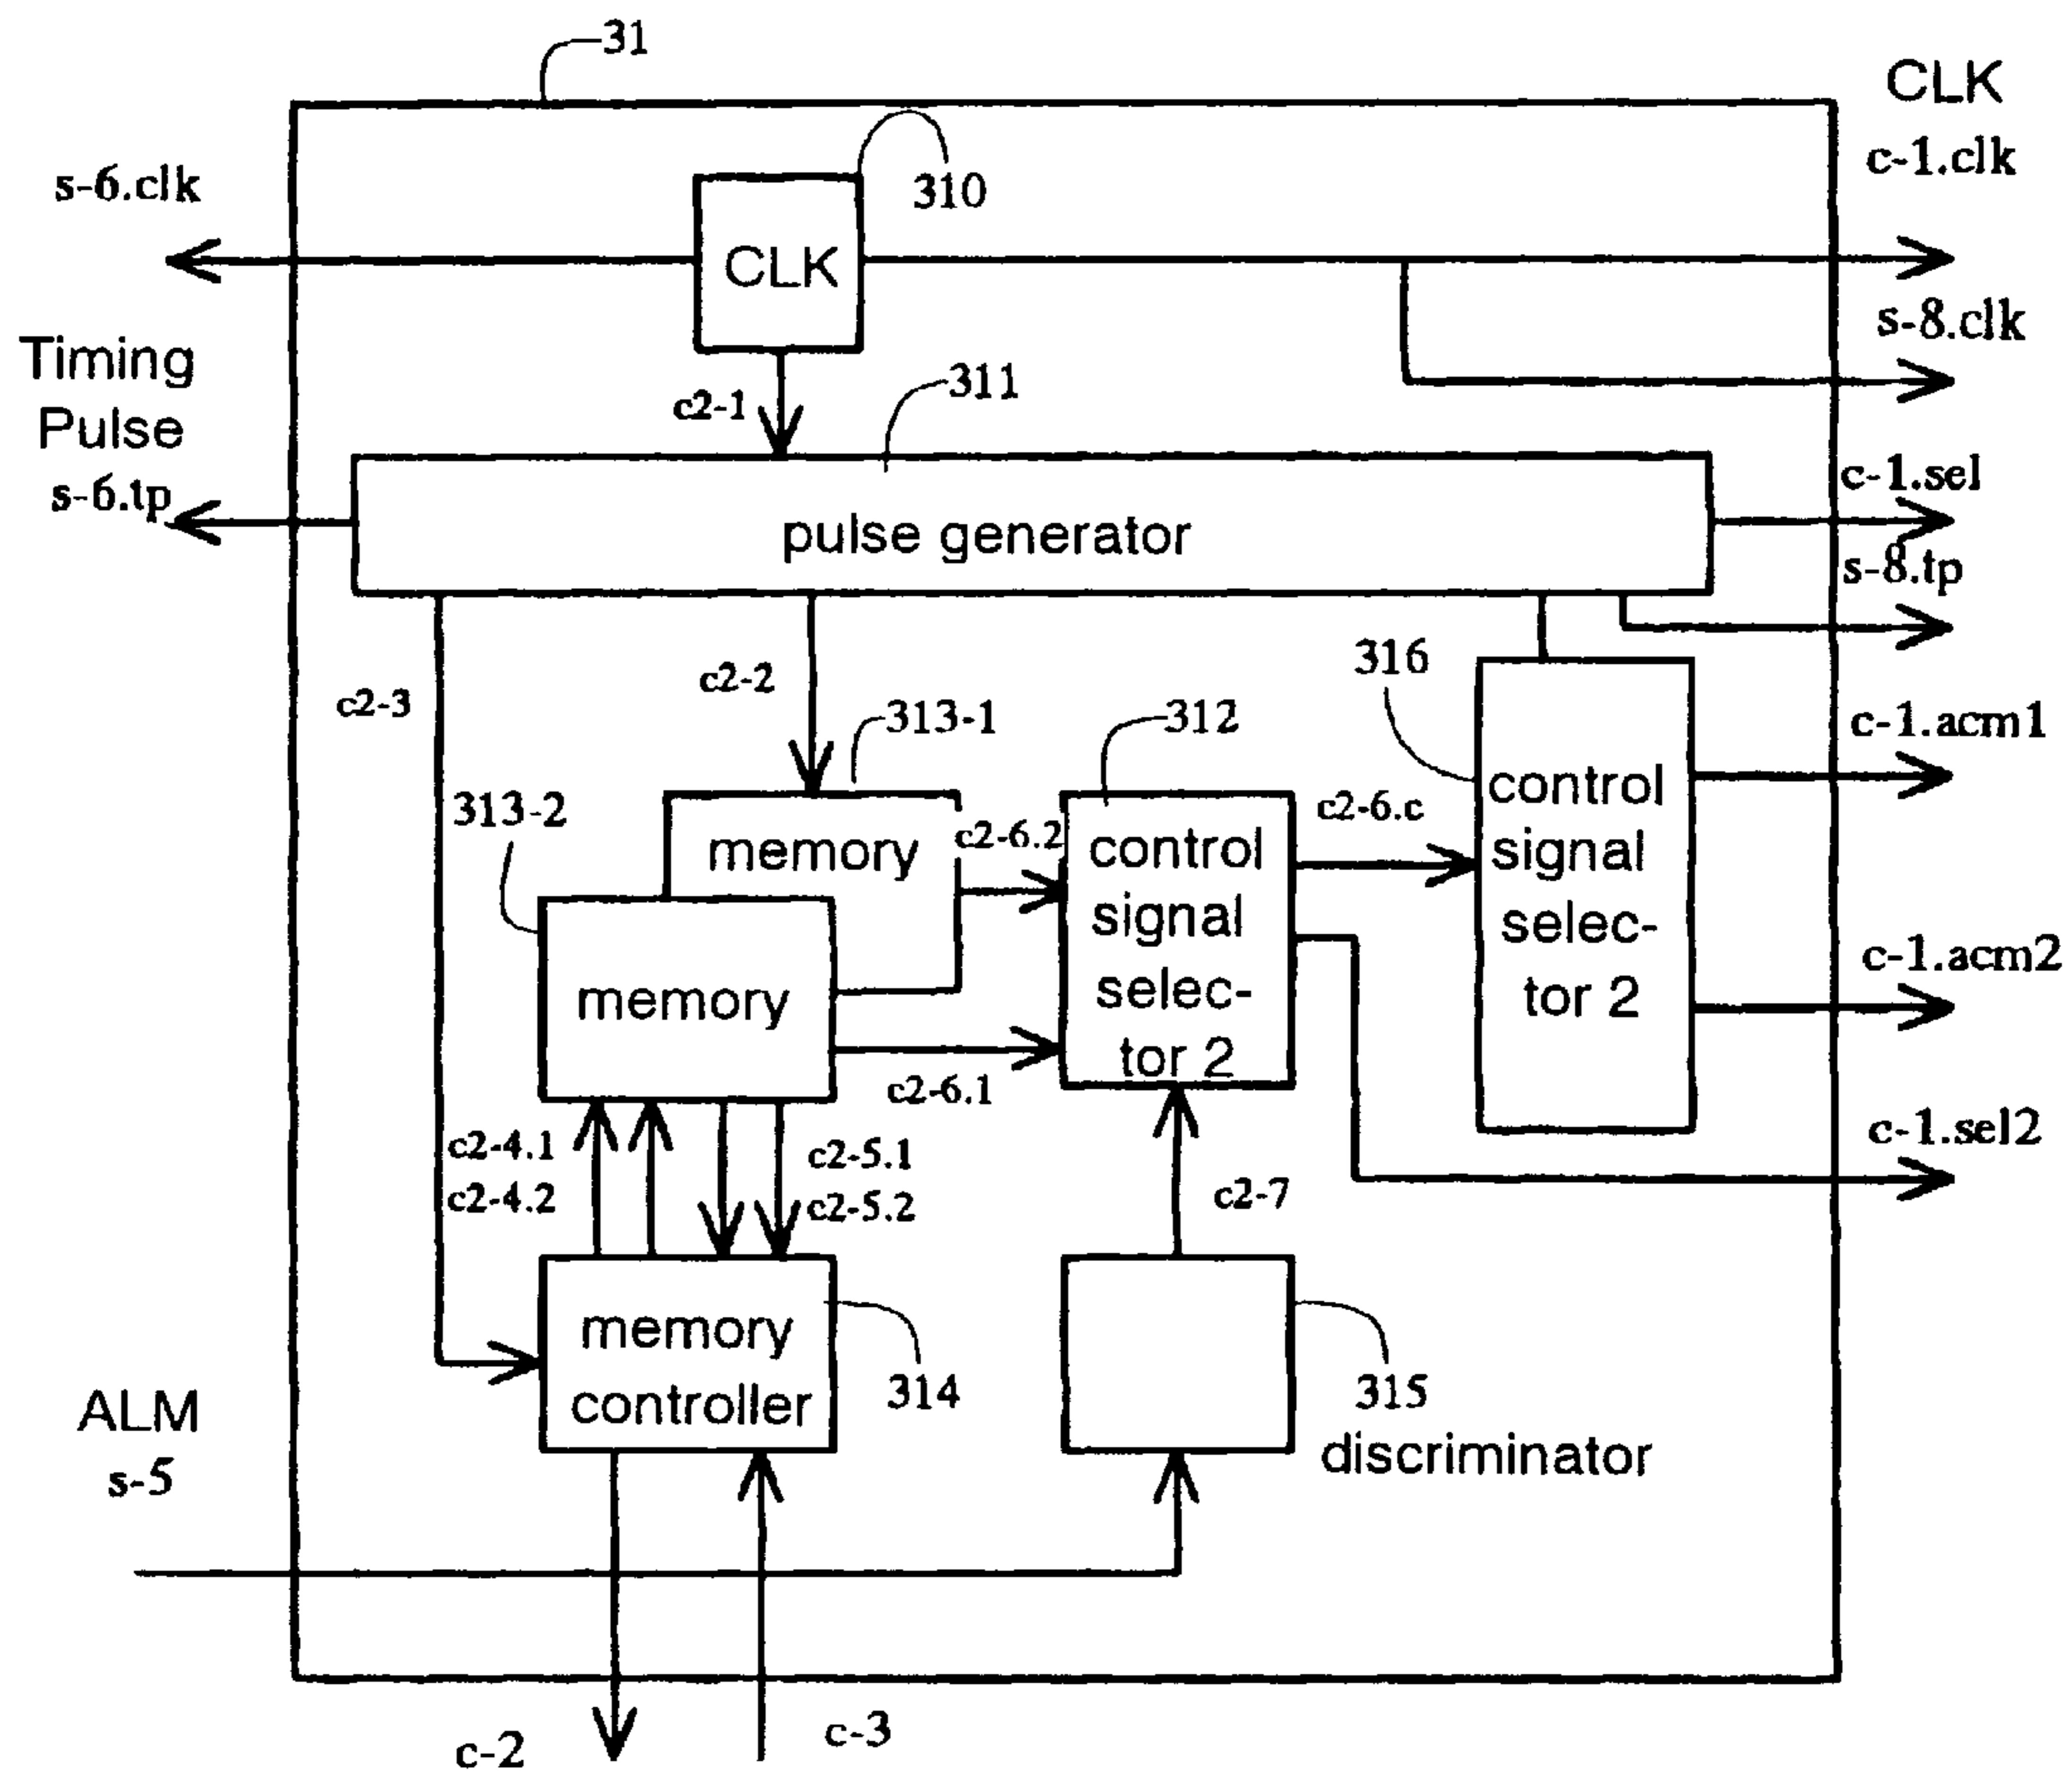 31
CLK
c-1.clk
s-6.clk
310
CLK
s-8.clk
Timing
Pulse
s-6.tp
c2-1
311
pulse generator
c-1.sel
s-8.tp
c2-3
c2-2
313-1
312
316
c-1.acm1
313-2
memory
c2-6.2
control
signal
selec-
tor 2
c2-6.c
control
signal
selec-
tor 2
memory
c2-6.1
c-1.acm2
c-1.sel2
c2-4.1
c2-4.2
c2-5.1
c2-5.2
c2-7
memory
controller
314
315
discriminator
ALM
s-5
c-2
c-3